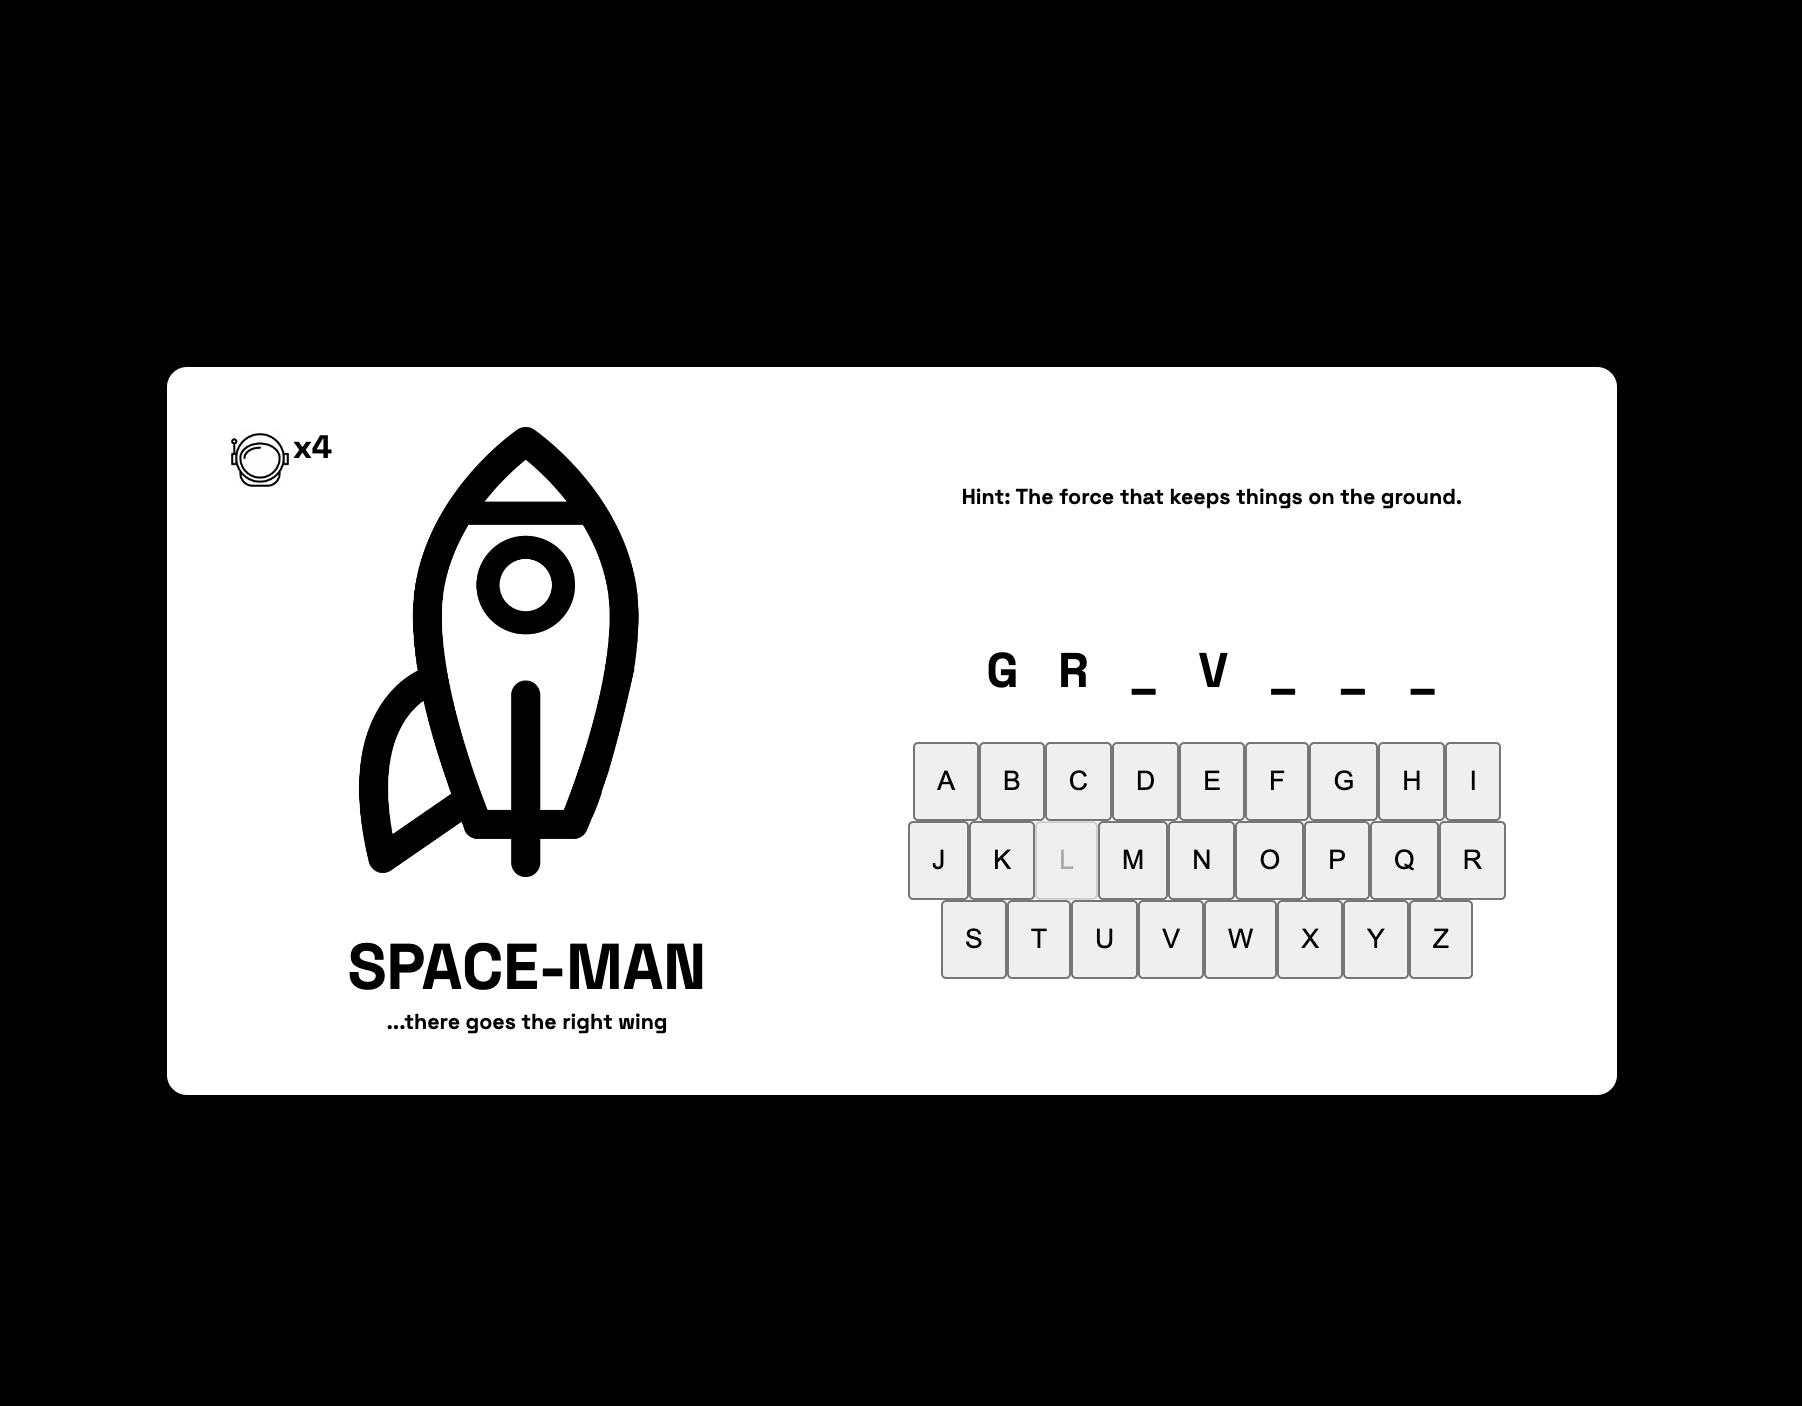 x4
Hint: The force that keeps things on the ground.
G R _ V _ _ _
A B C D E F G H I
J K L M N O P Q R
S T U V W X Y Z
SPACE-MAN
...there goes the right wing